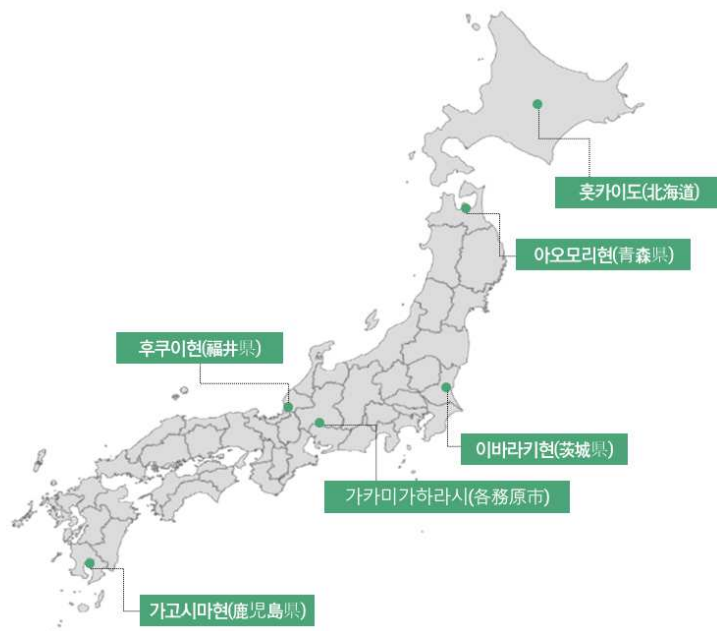 홋카이도(北海道)
아오모리현(青森県)
후쿠이현(福井県)
이바라키현(茨城県)
가카미가하라시(各務原市)
가고시마현(鹿児島県)